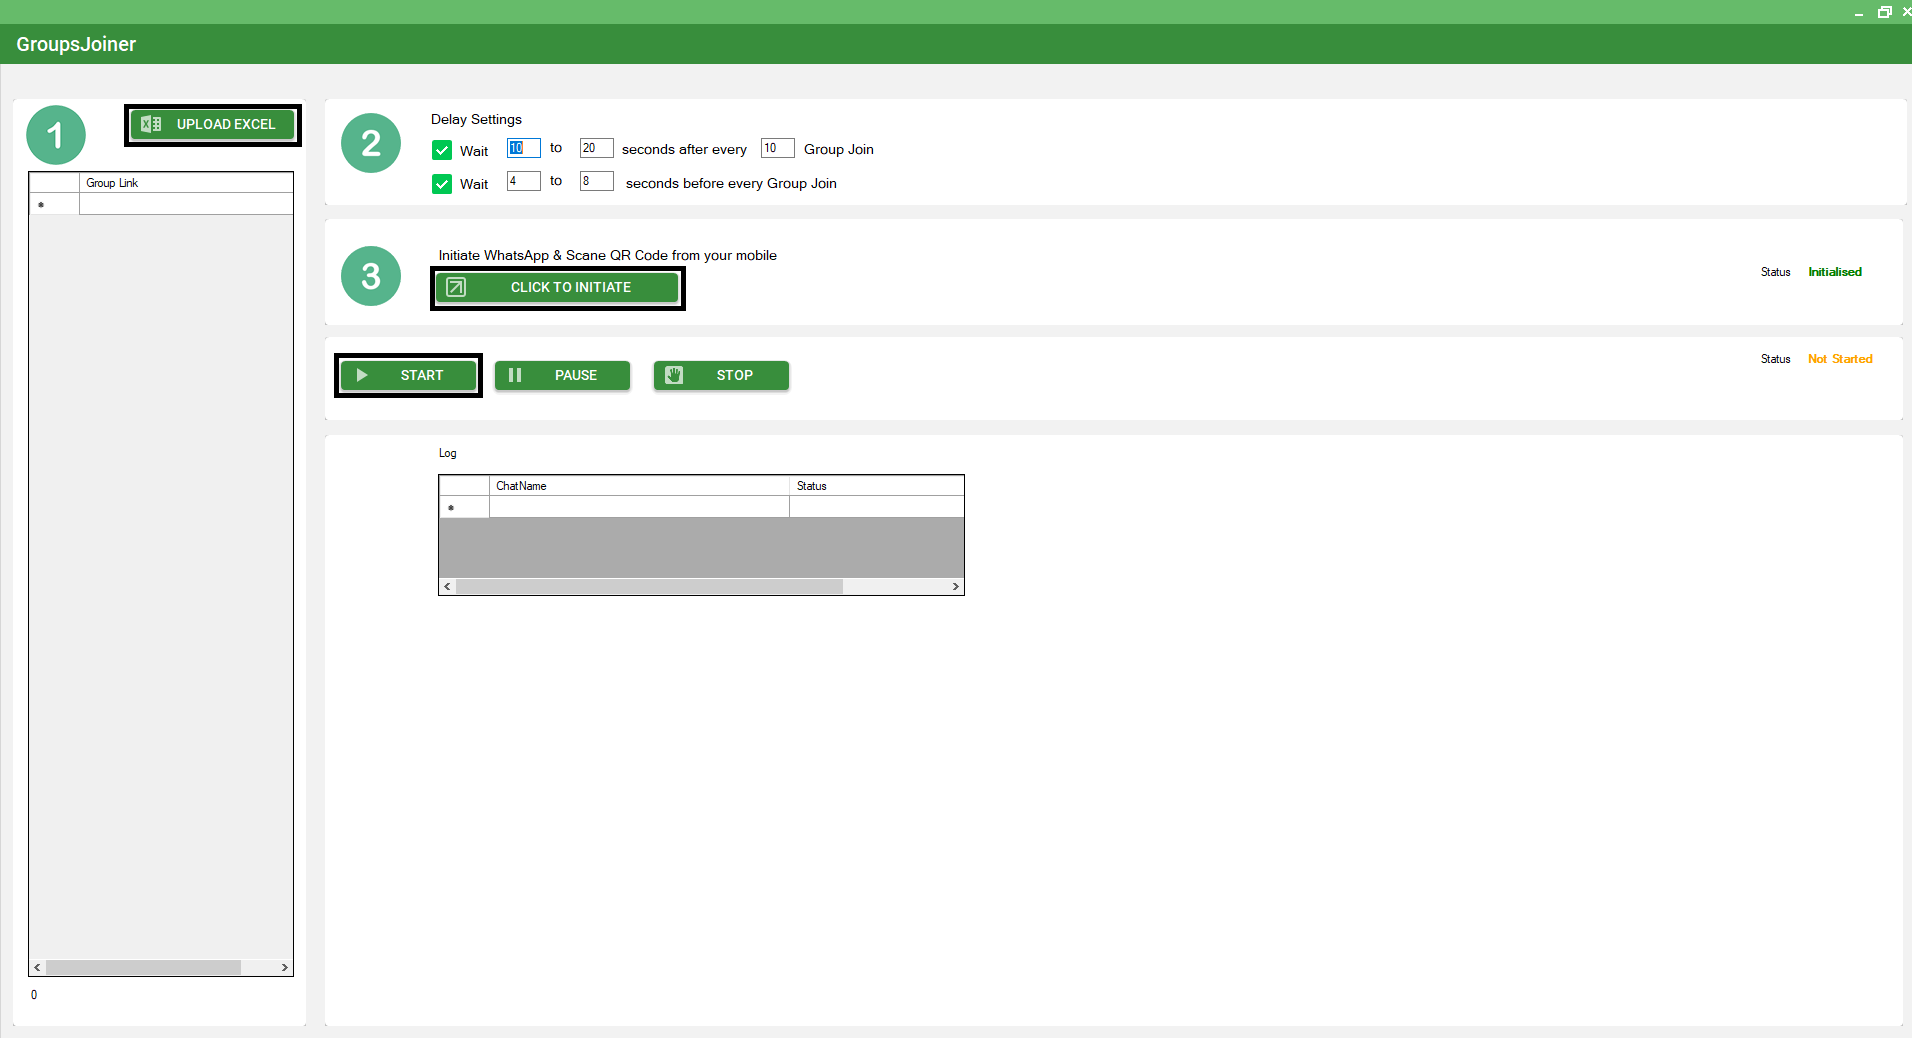 GroupsJoiner
1
UPLOAD EXCEL
Group Link
0
2
Delay Settings
Wait 10 to 20 seconds after every 10 Group Join
Wait 4 to 8 seconds before every Group Join
3
Initiate WhatsApp & Scane QR Code from your mobile
CLICK TO INITIATE
Status Initialised
START PAUSE STOP
Status Not Started
Log
ChatName Status